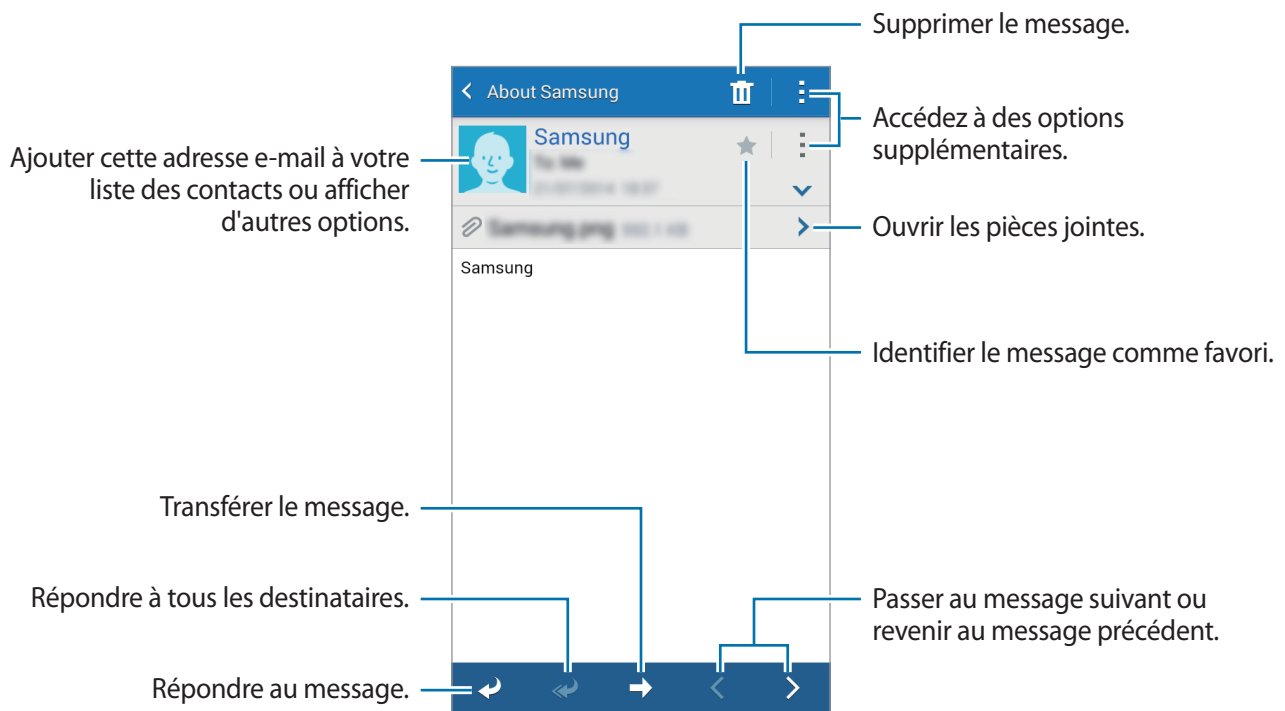 Supprimer le message.
About Samsung
Accédez à des options
supplémentaires.
Samsung
Ajouter cette adresse e-mail à votre
liste des contacts ou afficher
d'autres options.
Ouvrir les pièces jointes.
Samsung
Identifier le message comme favori.
Transférer le message.
Répondre à tous les destinataires.
Passer au message suivant ou
revenir au message précédent.
Répondre au message.